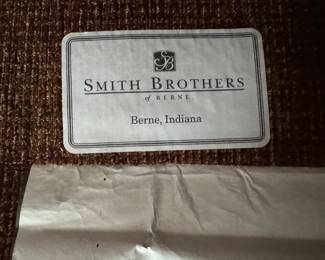 SB
SMITH BROTHERS
of BERNE
Berne, Indiana